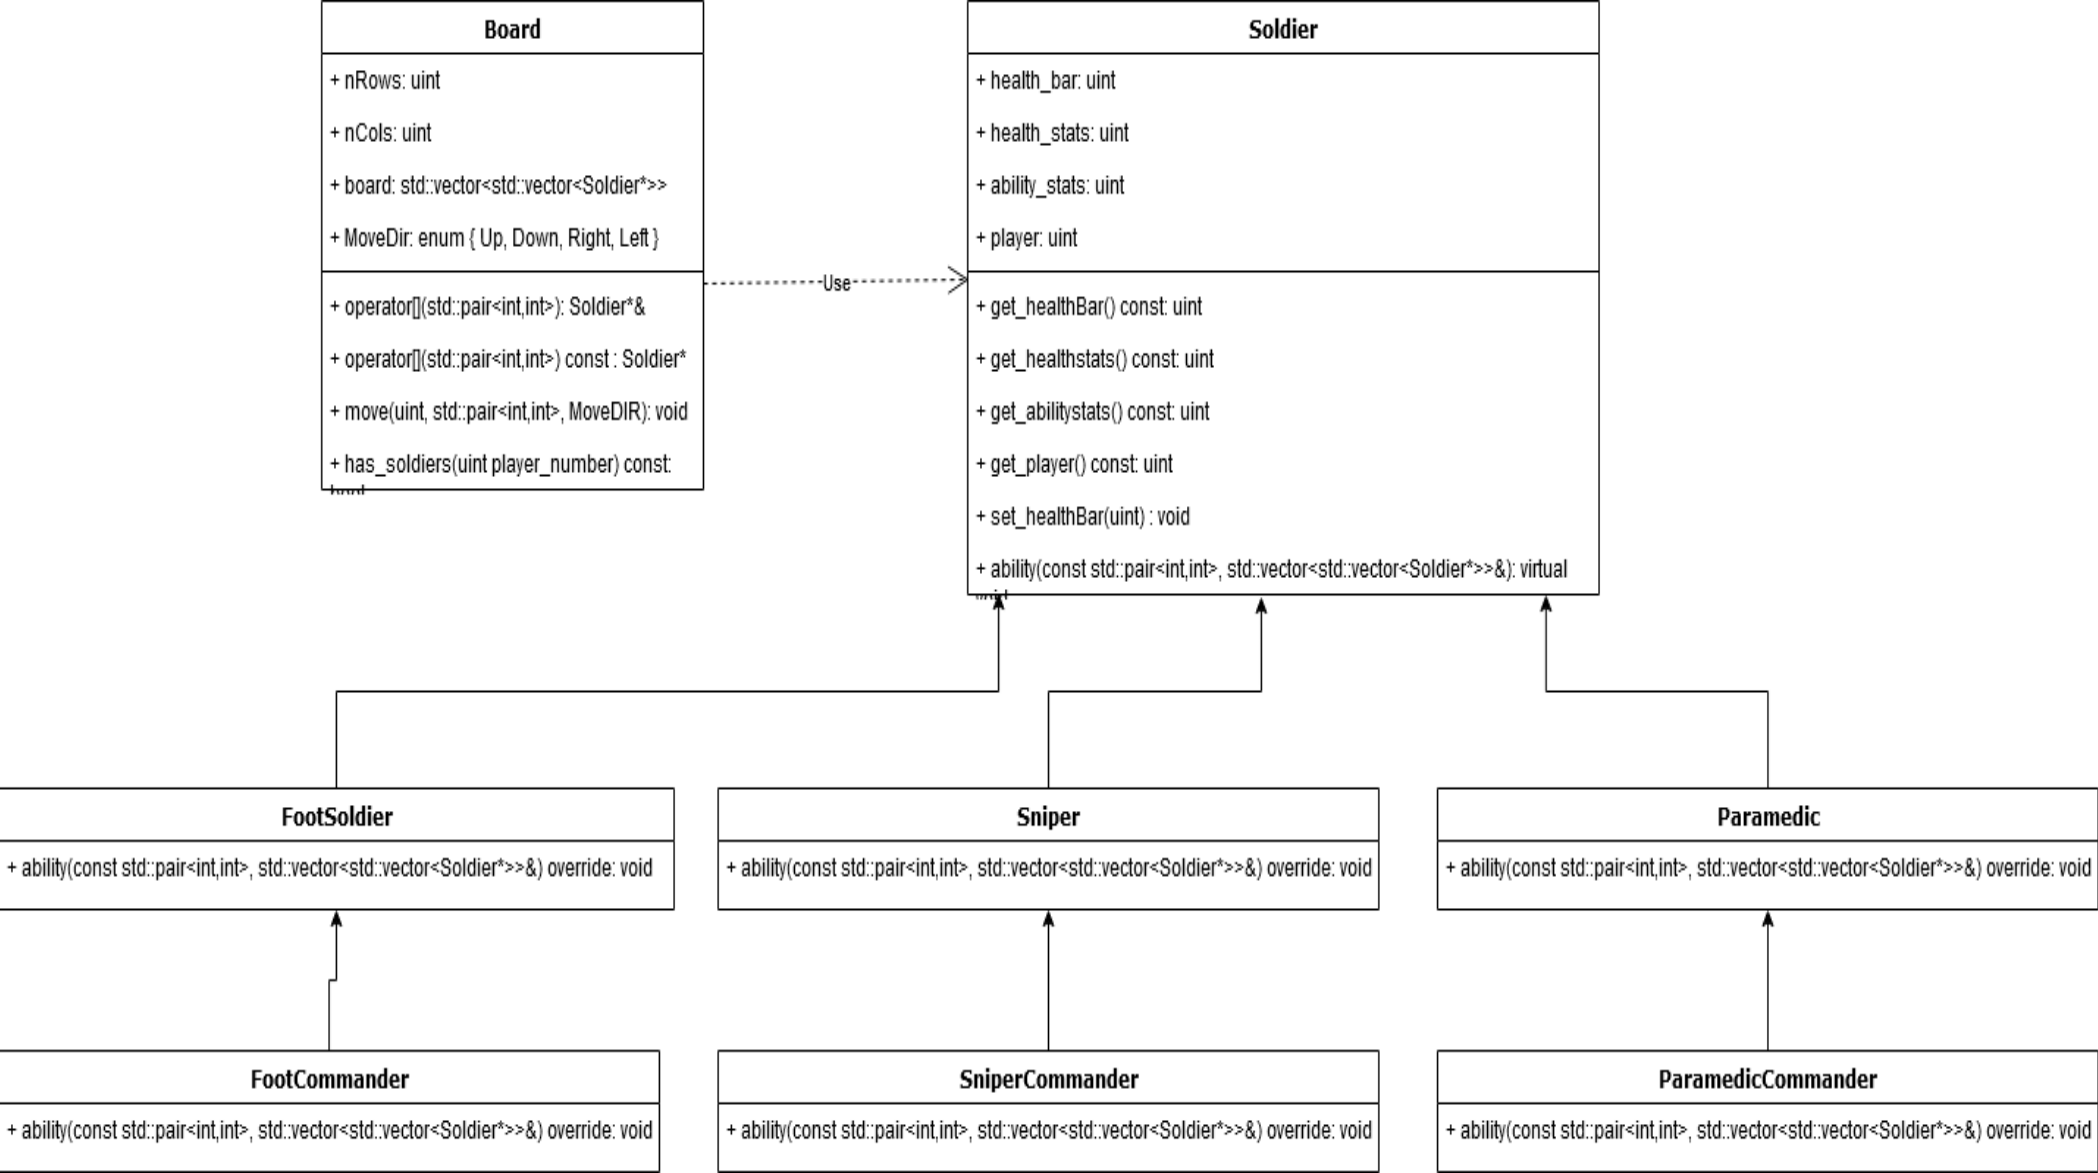 Board
+ nRows: uint
+ nCols: uint
+ board: std::vector<std::vector<Soldier*>>
+ MoveDir: enum { Up, Down, Right, Left }
+ operator[](std::pair<int,int>): Soldier*&
+ operator[](std::pair<int,int>) const : Soldier*
+ move(uint, std::pair<int,int>, MoveDIR): void
+ has_soldiers(uint player_number) const:
Use
Soldier
+ health_bar: uint
+ health_stats: uint
+ ability_stats: uint
+ player: uint
+ get_healthBar() const: uint
+ get_healthstats() const: uint
+ get_abilitystats() const: uint
+ get_player() const: uint
+ set_healthBar(uint) : void
+ ability(const std::pair<int,int>, std::vector<std::vector<Soldier*>>&): virtual
FootSoldier
+ ability(const std::pair<int,int>, std::vector<std::vector<Soldier*>>&) override: void
Sniper
+ ability(const std::pair<int,int>, std::vector<std::vector<Soldier*>>&) override: void
Paramedic
+ ability(const std::pair<int,int>, std::vector<std::vector<Soldier*>>&) override: void
FootCommander
+ ability(const std::pair<int,int>, std::vector<std::vector<Soldier*>>&) override: void
SniperCommander
+ ability(const std::pair<int,int>, std::vector<std::vector<Soldier*>>&) override: void
ParamedicCommander
+ ability(const std::pair<int,int>, std::vector<std::vector<Soldier*>>&) override: void